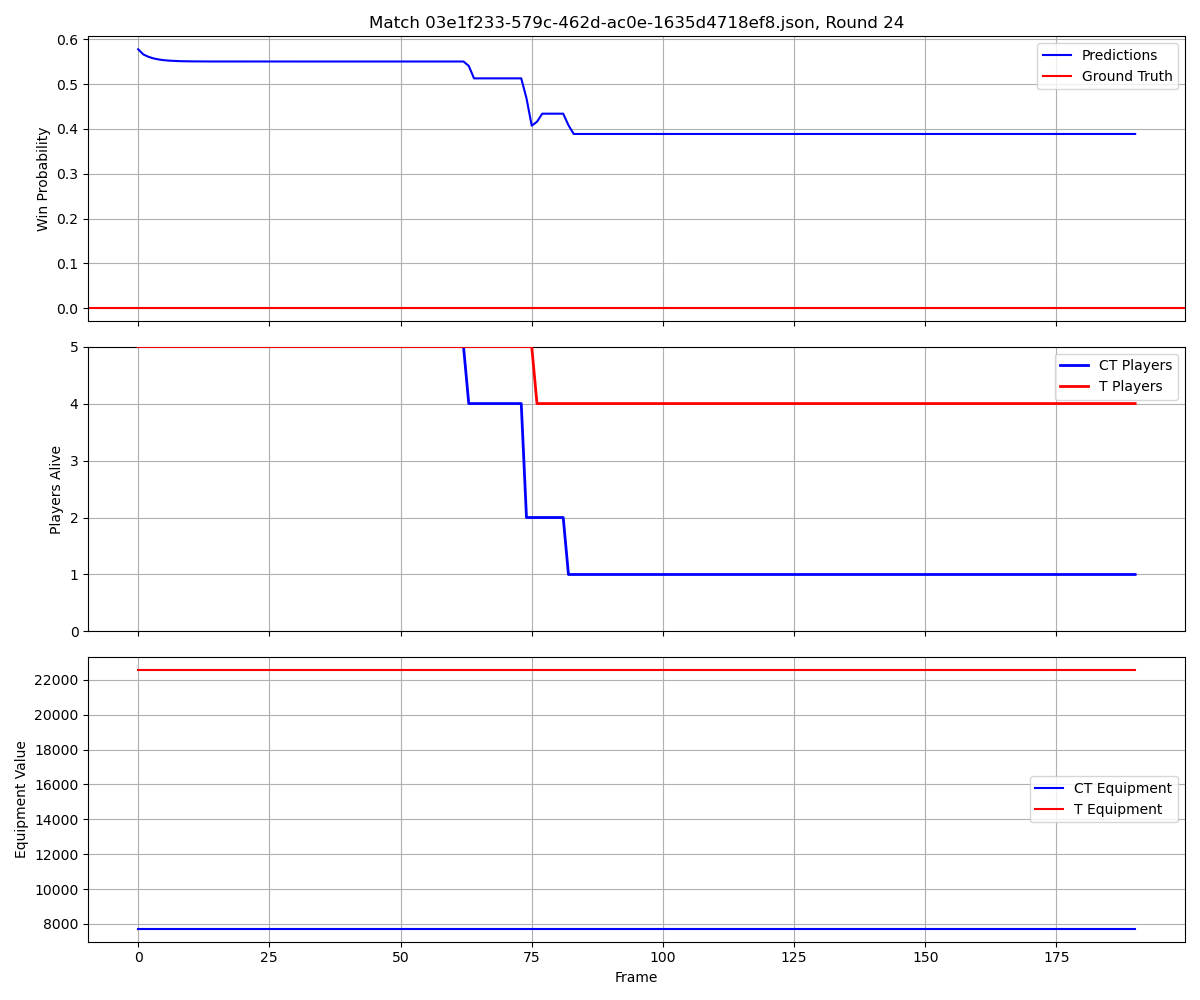 Match 03e1f233-579c-462d-ac0e-1635d4718ef8.json, Round 24
Win Probability
0.6
0.5
0.4
0.3
0.2
0.1
0.0
Predictions
Ground Truth
Players Alive
5
4
3
2
1
0
CT Players
T Players
Equipment Value
22000
20000
18000
16000
14000
12000
10000
8000
CT Equipment
T Equipment
0 25 50 75 100 125 150 175
Frame